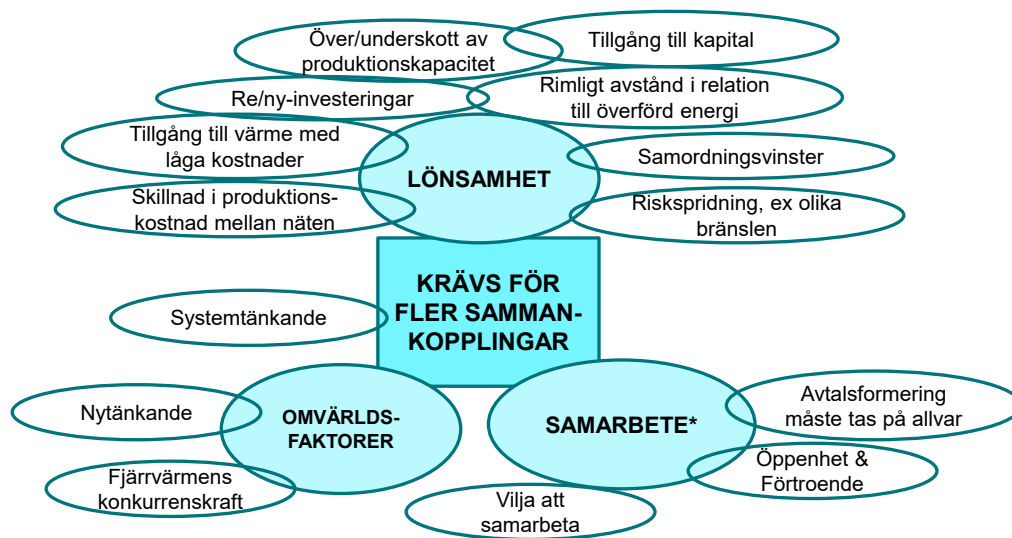 Över/underskott av
produktionskapacitet
Tillgång till kapital
Re/ny-investeringar
Rimligt avstånd i relation
till överförd energi
Tillgång till värme med
låga kostnader
LÖNSAMHET
Samordningsvinster
Skillnad i produktions-
kostnad mellan näten
Riskspridning, ex olika
bränslen
KRÄVS FÖR
FLER SAMMAN-
KOPPLINGAR
Systemtänkande
Nytänkande
OMVÄRLDS-
FAKTORER
SAMARBETE*
Avtalsformering
måste tas på allvar
Fjärrvärmens
konkurrenskraft
Öppenhet &
Förtroende
Vilja att
samarbeta